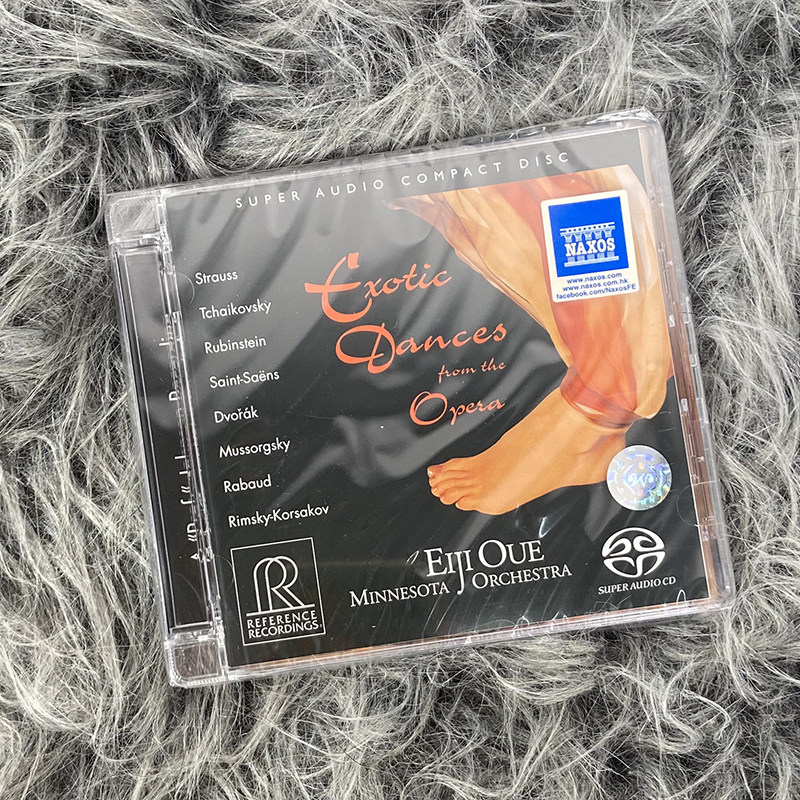 SUPER AUDIO COMPACT DISC
Strauss
Tchaikovsky
Rubinstein
Saint-Saëns
Dvořák
Mussorgsky
Rabaud
Rimsky-Korsakov
Exotic
Dances
from the
Opera
NAXOS
www.naxos.com
www.naxos.com.hk
facebook.com/NaxosFE
R
REFERENCE
RECORDINGS
EIJI OUE
MINNESOTA ORCHESTRA
SUPER AUDIO CD